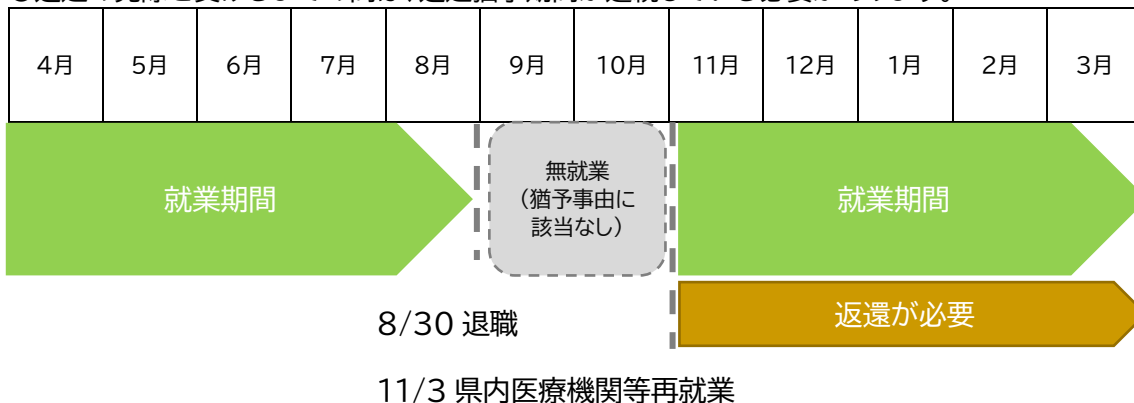 4月 5月 6月 7月 8月 9月 10月 11月 12月 1月 2月 3月
就業期間
無就業
（猶予事由に
該当なし）
就業期間
返還が必要
8/30 退職
11/3 県内医療機関等再就業